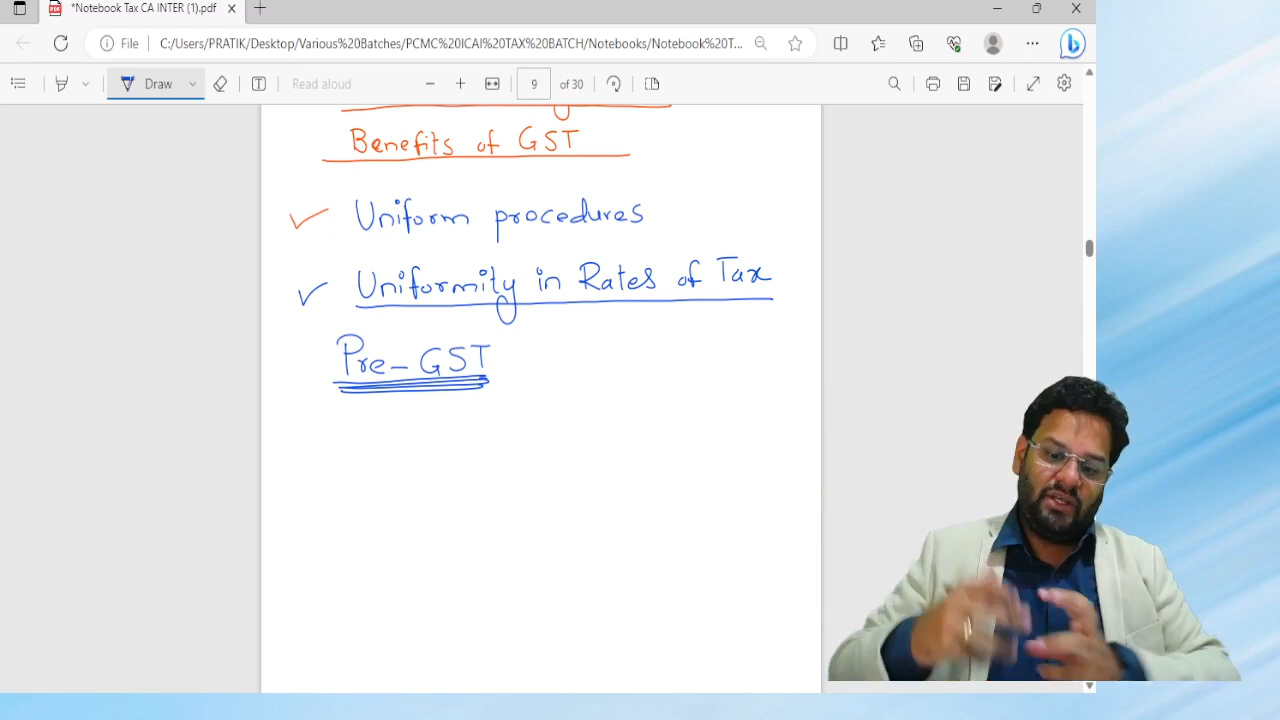 *Notebook Tax CA INTER (1).pdf
File C:/Users/PRATIK/Desktop/Various%20Batches/PCMC%20ICAI%20TAX%20BATCH/Notebooks/Notebook%20T...
Draw Read aloud 9 of 30
Benefits of GST
Uniform procedures
Uniformity in Rates of Tax
Pre-GST